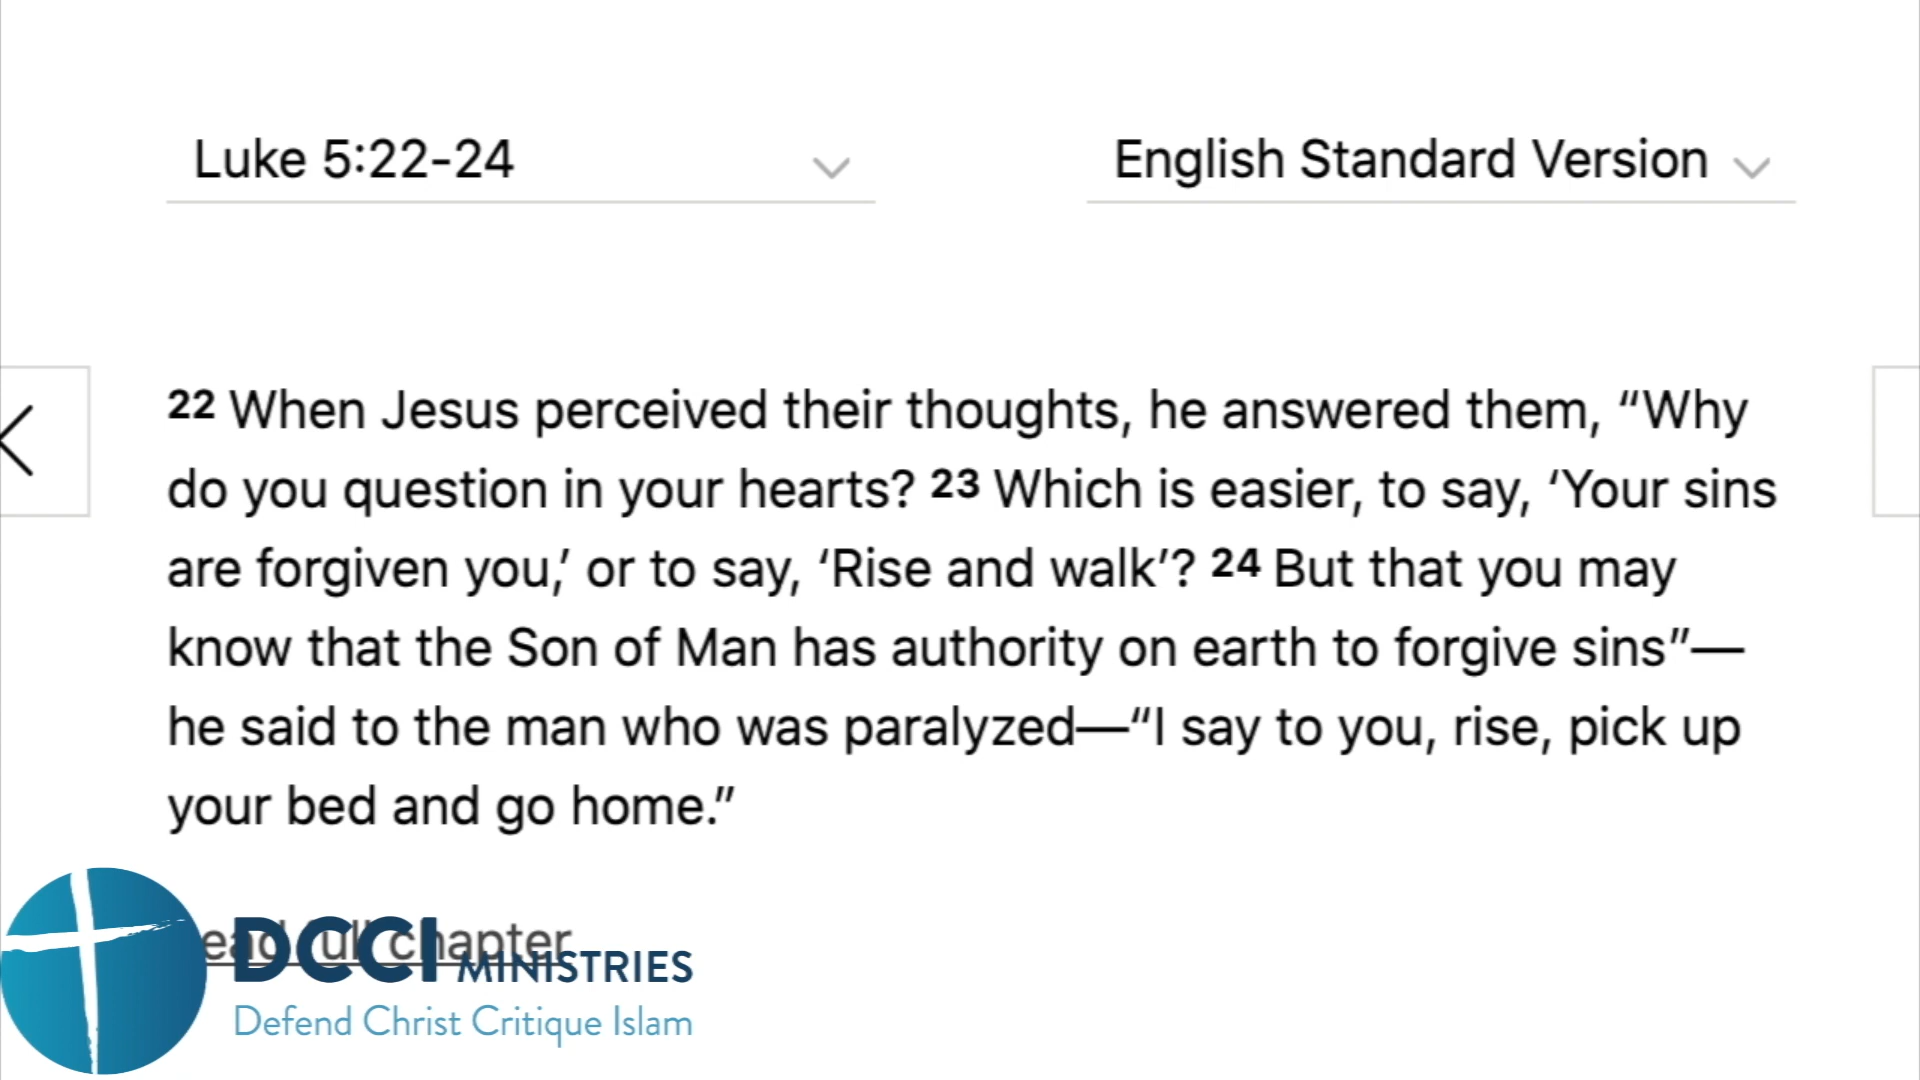 Luke 5:22-24
English Standard Version
22 When Jesus perceived their thoughts, he answered them, “Why
do you question in your hearts? 23 Which is easier, to say, ‘Your sins
are forgiven you,’ or to say, ‘Rise and walk’? 24 But that you may
know that the Son of Man has authority on earth to forgive sins”—
he said to the man who was paralyzed—“I say to you, rise, pick up
your bed and go home.”
chapter
DCCI MINISTRIES
Defend Christ Critique Islam